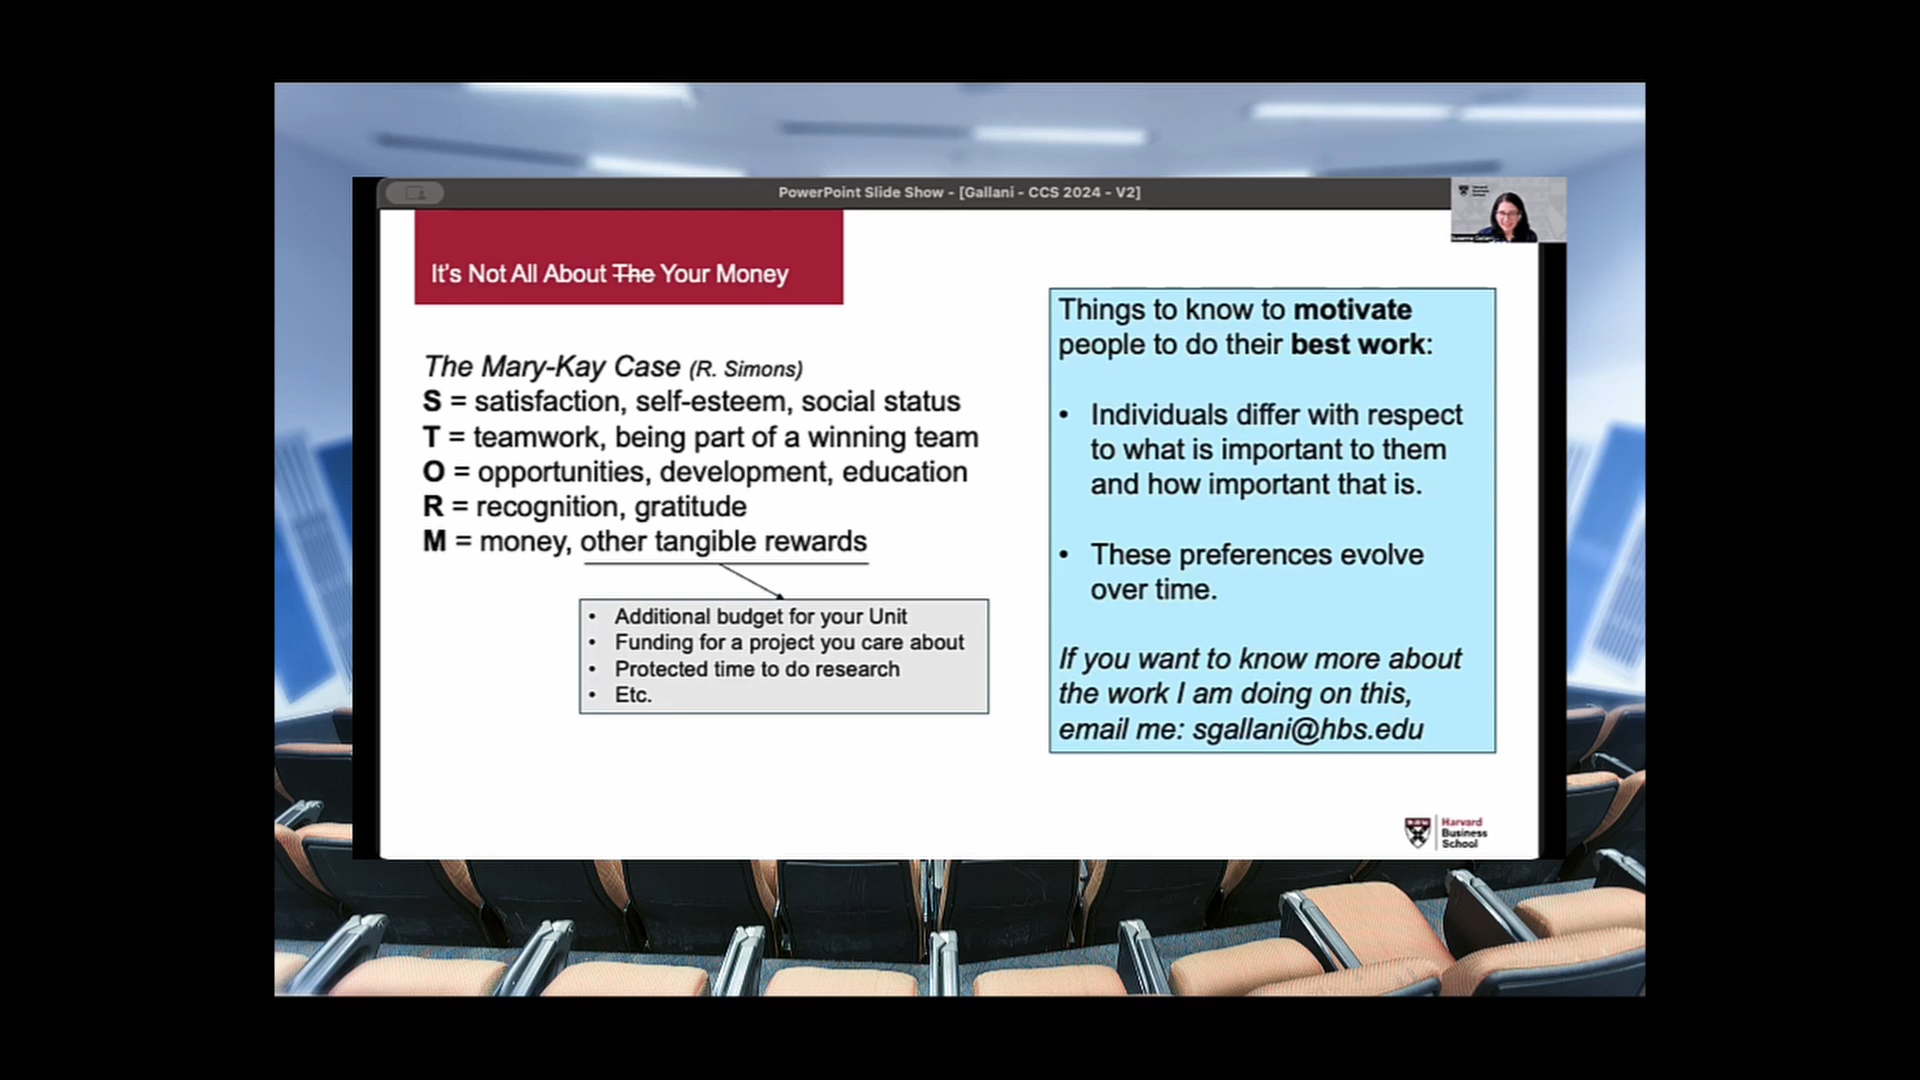 PowerPoint Slide Show - [Gallani - CCS 2024 - V2]
It's Not All About The Your Money
The Mary-Kay Case (R. Simons)
S = satisfaction, self-esteem, social status
T = teamwork, being part of a winning team
O = opportunities, development, education
R = recognition, gratitude
M = money, other tangible rewards
• Additional budget for your Unit
• Funding for a project you care about
• Protected time to do research
• Etc.
Things to know to motivate
people to do their best work:
• Individuals differ with respect
to what is important to them
and how important that is.
• These preferences evolve
over time.
If you want to know more about
the work I am doing on this,
email me: sgallani@hbs.edu
Harvard
Business
School
Harvard
Business
School